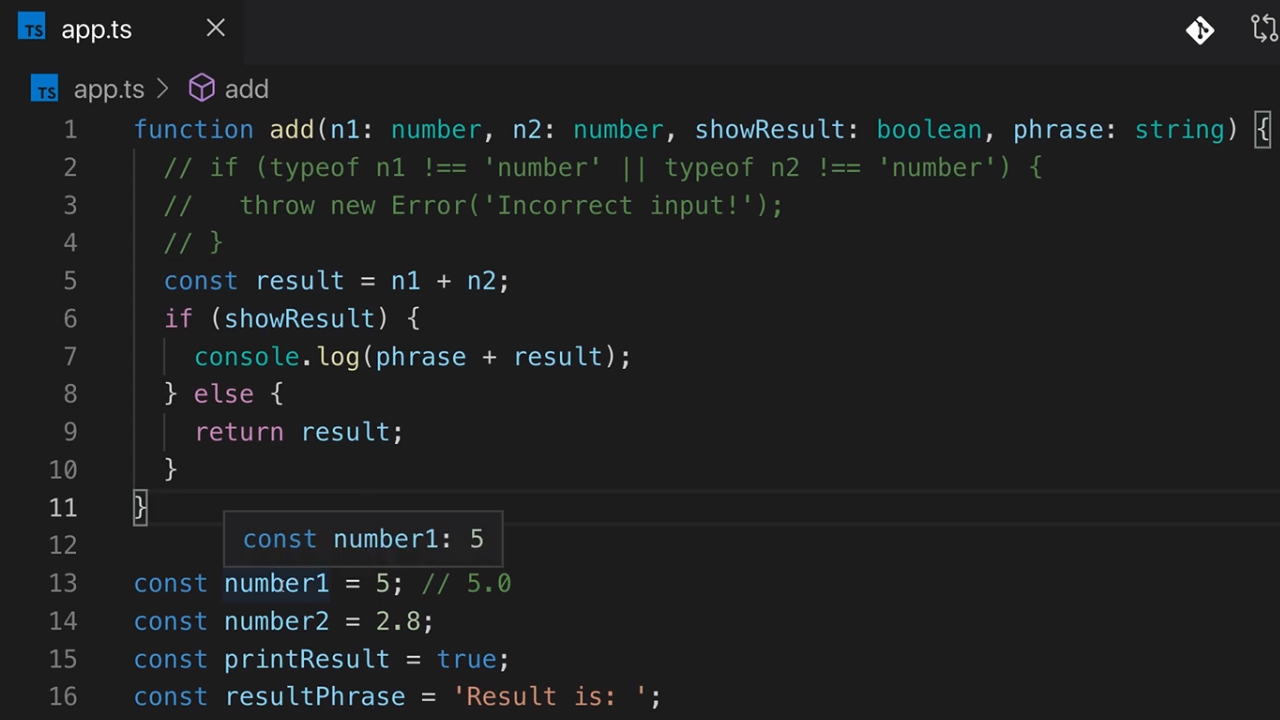 TS app.ts
TS app.ts > add
1 function add(n1: number, n2: number, showResult: boolean, phrase: string) {
2   // if (typeof n1 !== 'number' || typeof n2 !== 'number') {
3   //   throw new Error('Incorrect input!');
4   // }
5   const result = n1 + n2;
6   if (showResult) {
7     console.log(phrase + result);
8   } else {
9     return result;
10   }
11 }
const number1: 5
12
13 const number1 = 5; // 5.0
14 const number2 = 2.8;
15 const printResult = true;
16 const resultPhrase = 'Result is: ';